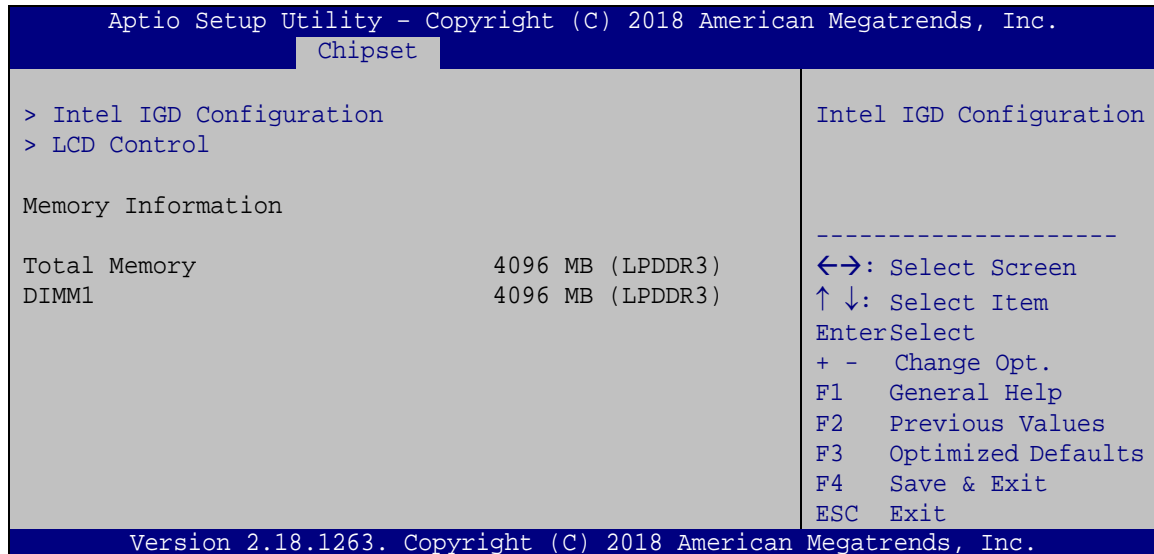 Aptio Setup Utility – Copyright (C) 2018 American Megatrends, Inc.
Chipset
> Intel IGD Configuration
> LCD Control
Memory Information
Total Memory 4096 MB (LPDDR3)
DIMM1 4096 MB (LPDDR3)
Intel IGD Configuration
---------------------
←→: Select Screen
↑ ↓: Select Item
EnterSelect
+ - Change Opt.
F1 General Help
F2 Previous Values
F3 Optimized Defaults
F4 Save & Exit
ESC Exit
Version 2.18.1263. Copyright (C) 2018 American Megatrends, Inc.